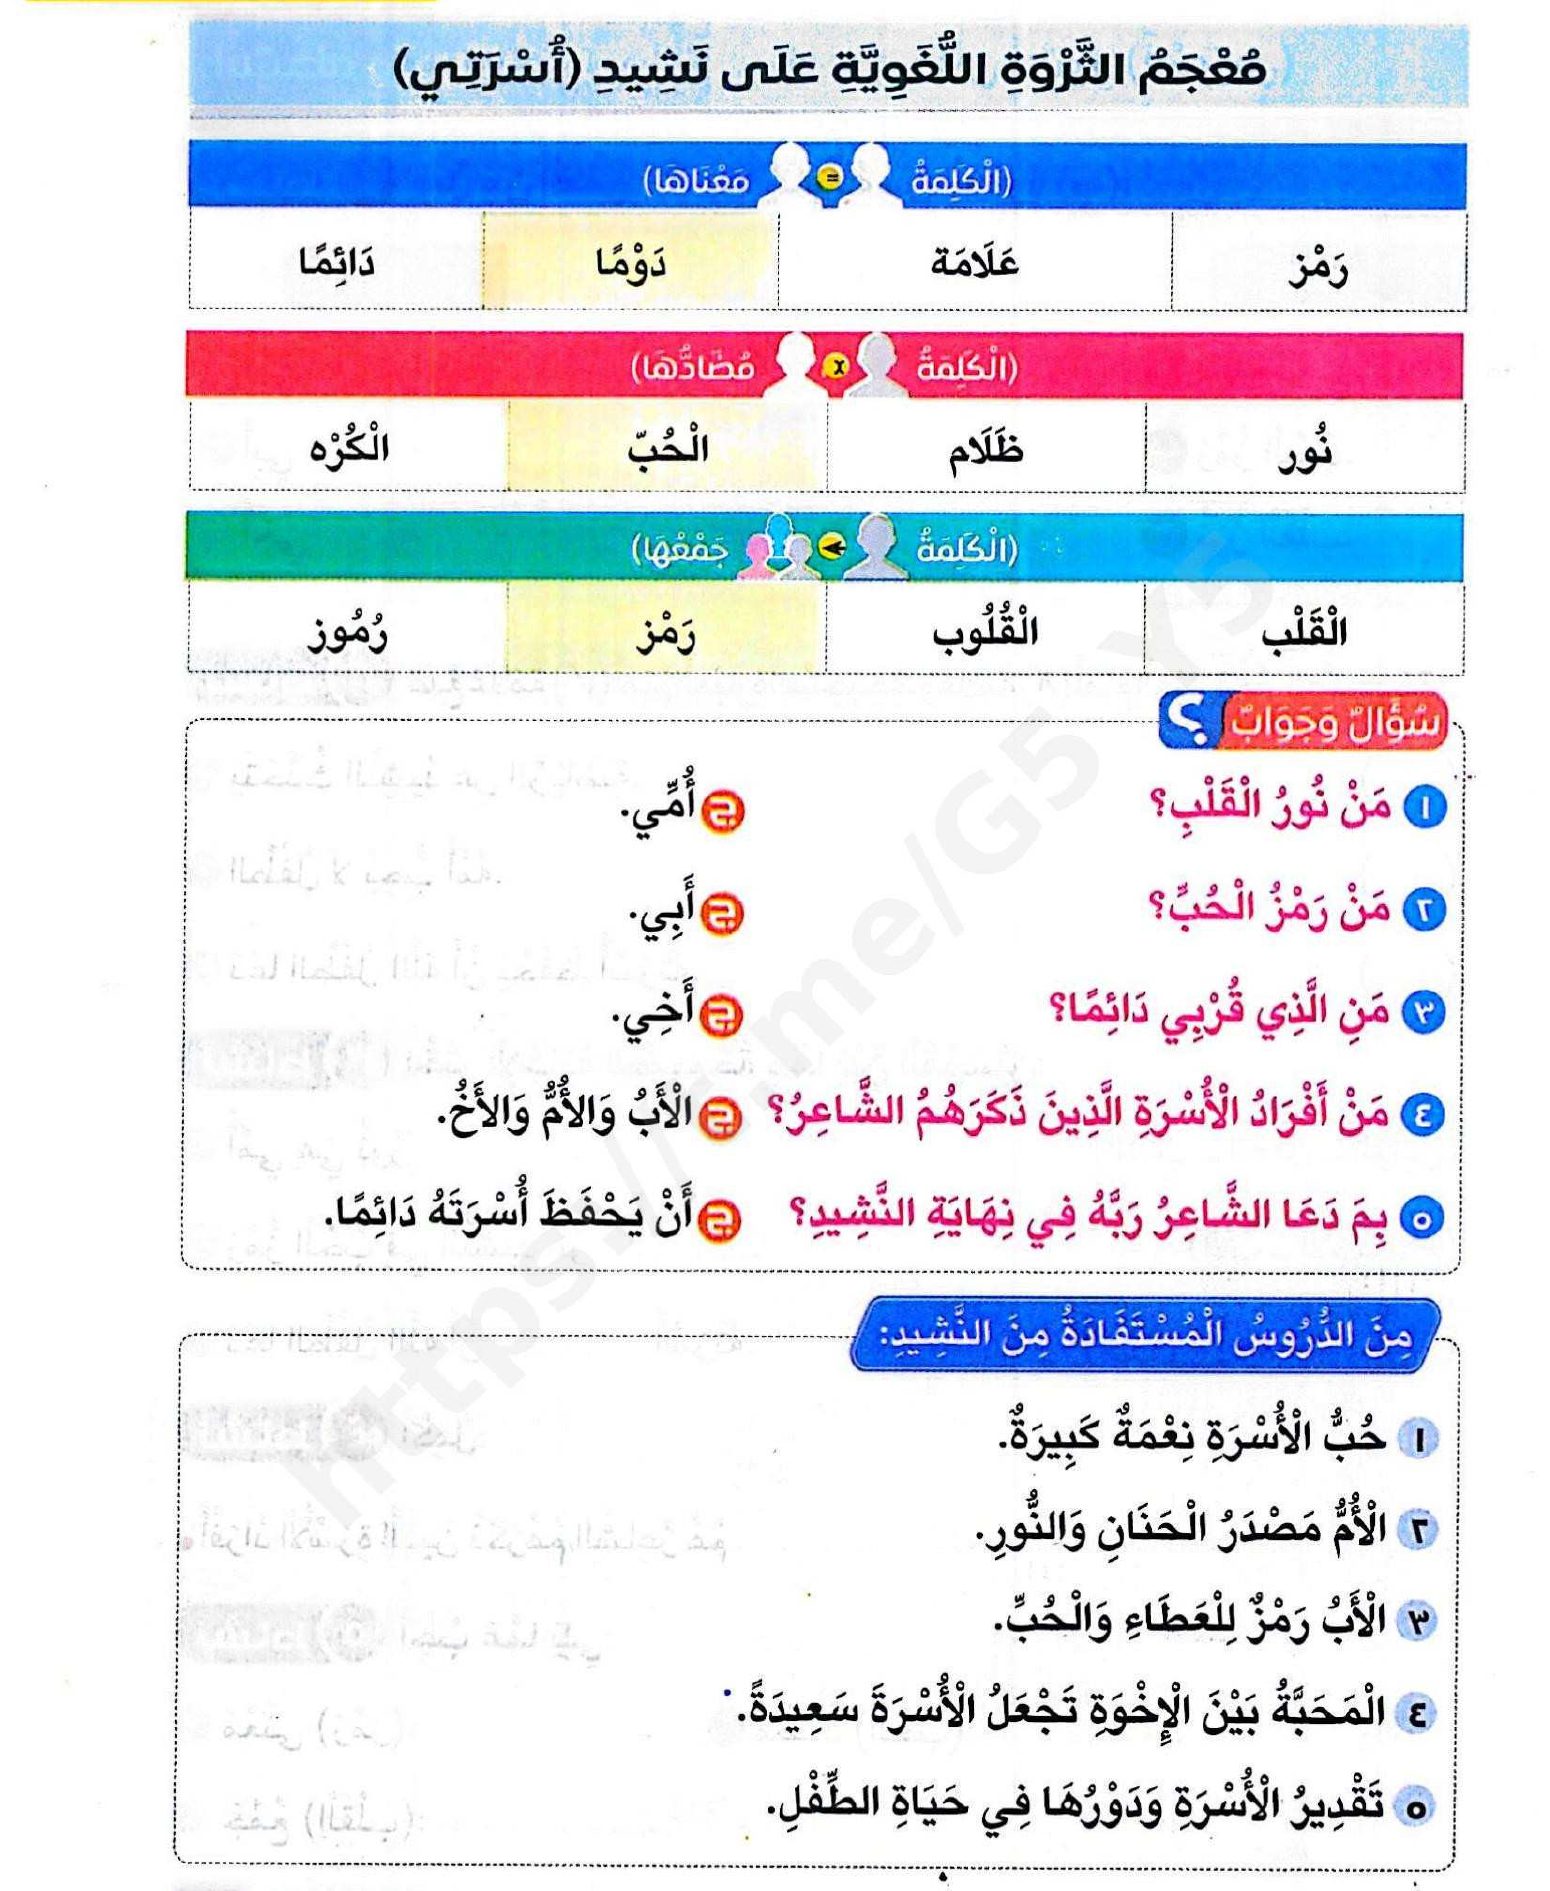 مُعْجَمُ الثَّرْوَةِ اللُّغَوِيَّةِ عَلَى نَشِيدِ (أُسْرَتِي)
(الْكَلِمَةُ = مَعْنَاهَا)
رَمْز عَلَامَة دَوْمًا دَائِمًا
(الْكَلِمَةُ x مُضَادُّهَا)
نُور ظَلَام الْحُبّ الْكُرْه
(الْكَلِمَةُ جَمْعُهَا)
الْقَلْب الْقُلُوب رَمْز رُمُوز
سُؤَالٌ وَجَوَابٌ ؟
١ مَنْ نُورُ الْقَلْبِ؟ ج أُمِّي.
٢ مَنْ رَمْزُ الْحُبِّ؟ ج أَبِي.
٣ مَنِ الَّذِي قُرْبِي دَائِمًا؟ ج أَخِي.
٤ مَنْ أَفْرَادُ الْأُسْرَةِ الَّذِينَ ذَكَرَهُمُ الشَّاعِرُ؟ ج الْأَبُ وَالأُمُّ وَالأَخُ.
٥ بِمَ دَعَا الشَّاعِرُ رَبَّهُ فِي نِهَايَةِ النَّشِيدِ؟ ج أَنْ يَحْفَظَ أُسْرَتَهُ دَائِمًا.
مِنَ الدُّرُوسُ الْمُسْتَفَادَةُ مِنَ النَّشِيدِ:
١ حُبُّ الْأُسْرَةِ نِعْمَةٌ كَبِيرَةٌ.
٢ الْأُمُّ مَصْدَرُ الْحَنَانِ وَالنُّورِ.
٣ الْأَبُ رَمْزٌ لِلْعَطَاءِ وَالْحُبِّ.
٤ الْمَحَبَّةُ بَيْنَ الْإِخْوَةِ تَجْعَلُ الْأُسْرَةَ سَعِيدَةً.
٥ تَقْدِيرُ الْأُسْرَةِ وَدَوْرُهَا فِي حَيَاةِ الطِّفْلِ.